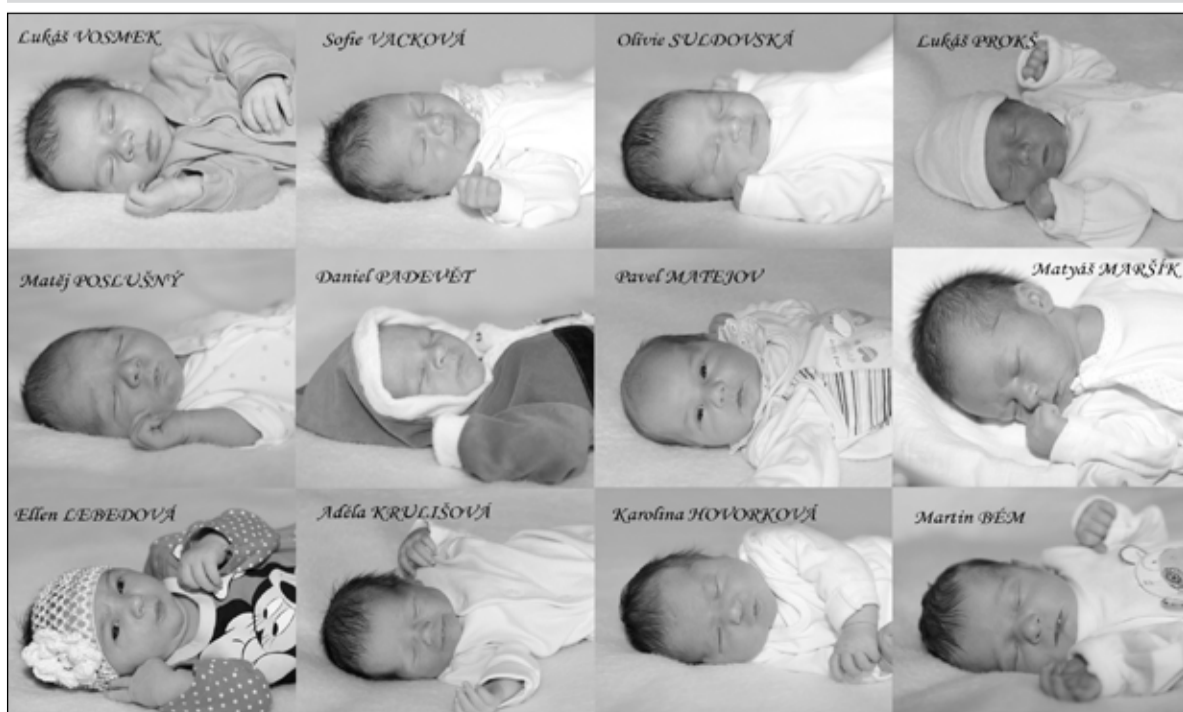 Lukáš VOSMEK
Sofie VACKOVÁ
Olivie SULDOVSKÁ
Lukáš PROKŠ
Matěj POSLUŠNÝ
Daniel PADEVĚT
Pavel MATEJOV
Matyáš MARŠÍK
Ellen LEBEDOVÁ
Adéla KRULIŠOVÁ
Karolina HOVORKOVÁ
Martin BÉM